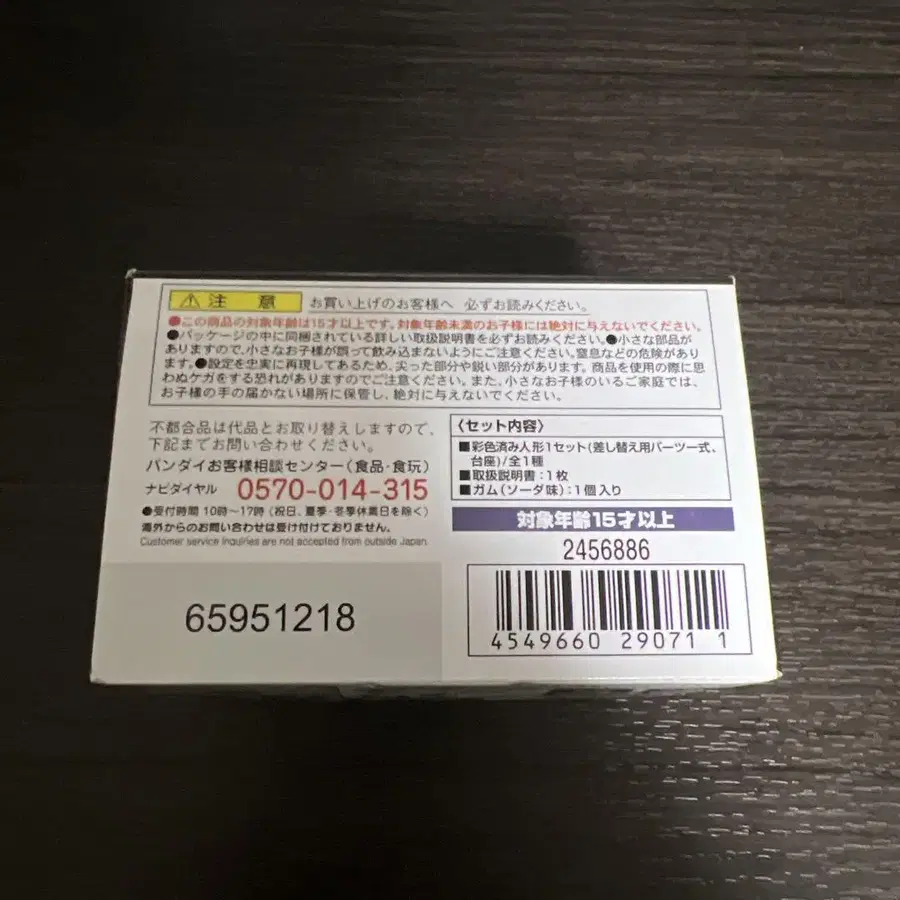 ⚠注意 お買い上げのお客様へ 必ずお読みください。
●この商品の対象年齢は15才以上です。対象年齢未満のお子様には絶対に与えないでください。
●パッケージの中に同梱されている詳しい取扱説明書を必ずお読みください。●小さな部品が
ありますので、小さなお子様が誤って飲み込まないようにご注意ください。窒息などの危険があり
ます。●設定を忠実に再現してあるため、尖った部分や鋭い部分があります。商品を使用の際に思
わぬケガをする恐れがありますのでご注意ください。また、小さなお子様のいるご家庭では、
お子様の手の届かない場所に保管し、絶対に与えないでください。
不都合品は代品とお取り替えしますので、
下記までお問い合わせください。
バンダイお客様相談センター(食品・食玩)
ナビダイヤル 0570-014-315
●受付時間 10時〜17時(祝日、夏季・冬季休業日を除く)
海外からのお問い合わせは受け付けておりません。
Customer service inquiries are not accepted from outside Japan.
〈セット内容〉
■彩色済み人形1セット(差し替え用パーツ一式、
台座)/全1種
■取扱説明書:1枚
■ガム(ソーダ味):1個入り
対象年齢15才以上
2456886
4549660 29071 1
65951218